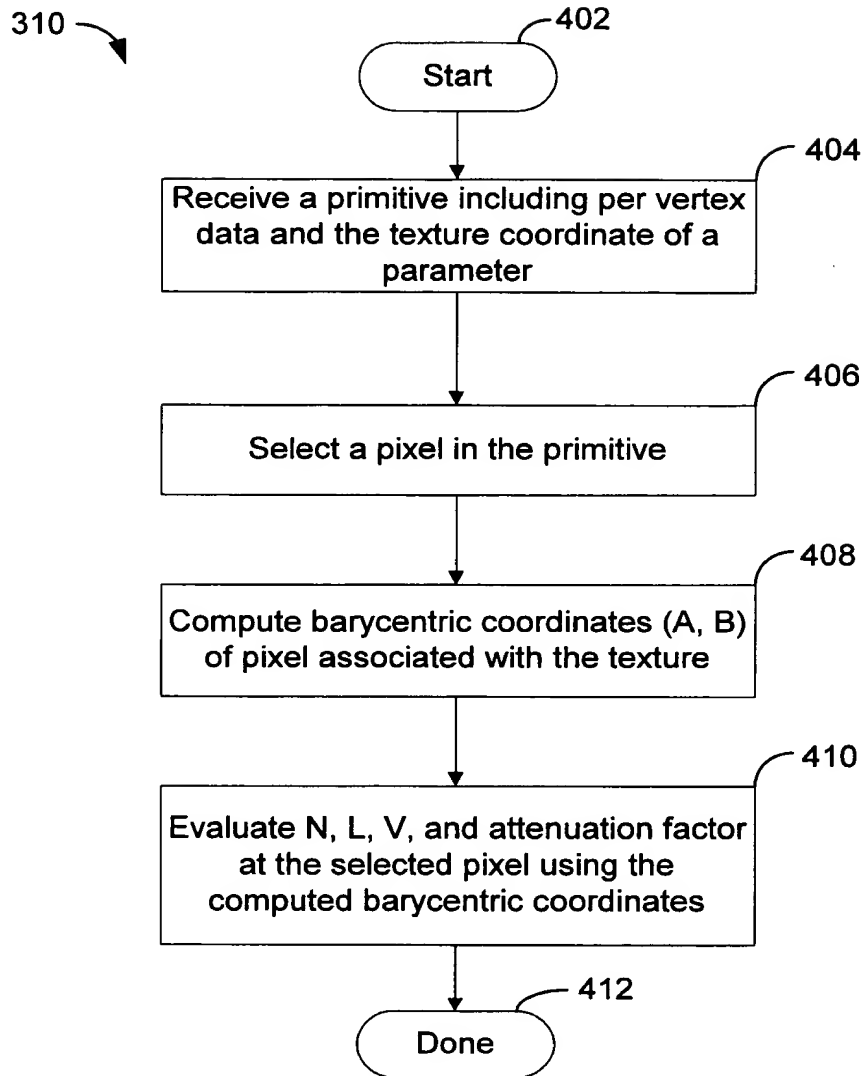 310
402
Start
404
Receive a primitive including per vertex
data and the texture coordinate of a
parameter
406
Select a pixel in the primitive
408
Compute barycentric coordinates (A, B)
of pixel associated with the texture
410
Evaluate N, L, V, and attenuation factor
at the selected pixel using the
computed barycentric coordinates
412
Done